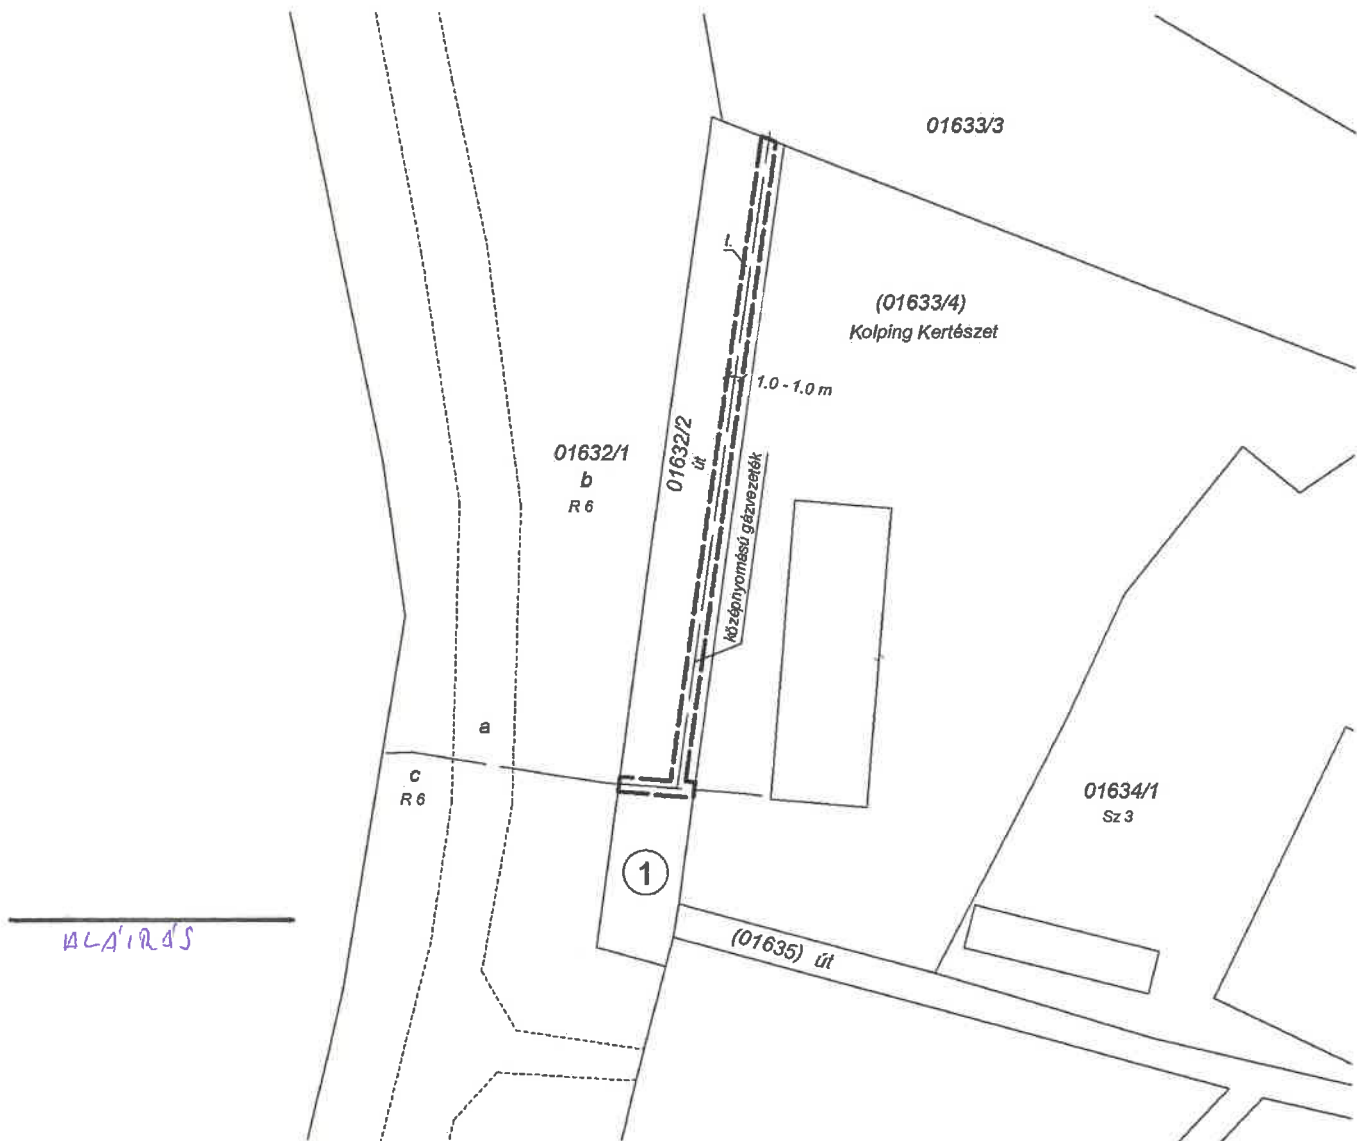 01633/3
I.
(01633/4)
Kolping Kertészet
1.0 - 1.0 m
01632/2
út
01632/1
b
R 6
középnyomású gázvezeték
a
c
R 6
01634/1
Sz 3
1
(01635) út
ALÁÍRÁS